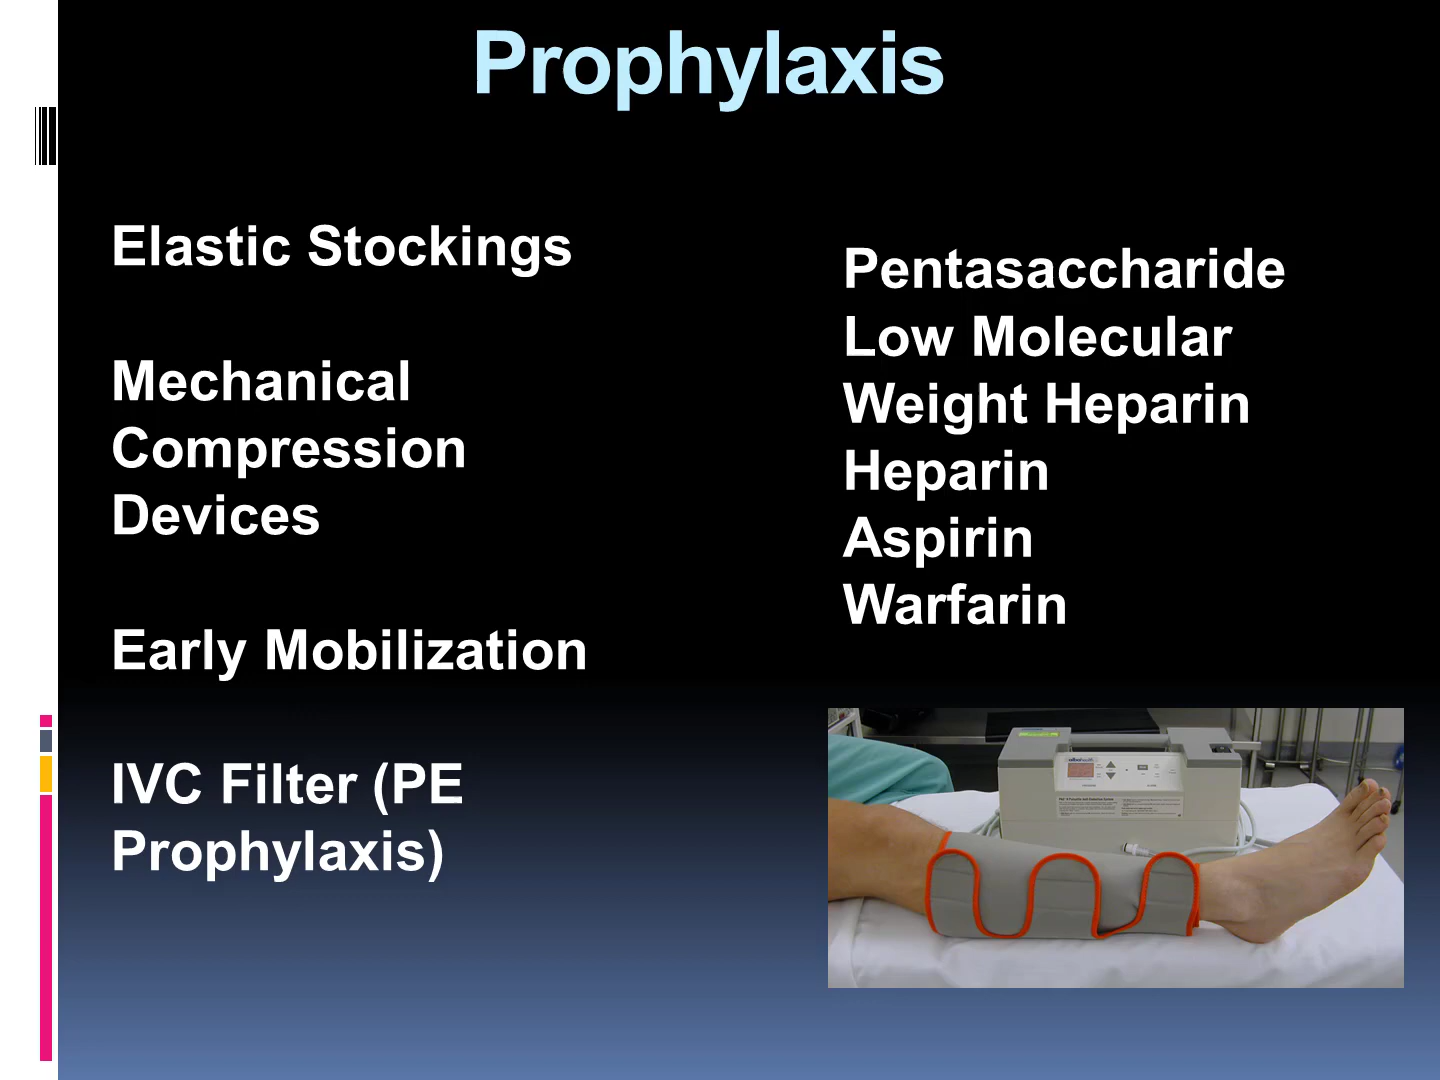 Prophylaxis
Elastic Stockings
Mechanical
Compression
Devices
Early Mobilization
IVC Filter (PE
Prophylaxis)
Pentasaccharide
Low Molecular
Weight Heparin
Heparin
Aspirin
Warfarin